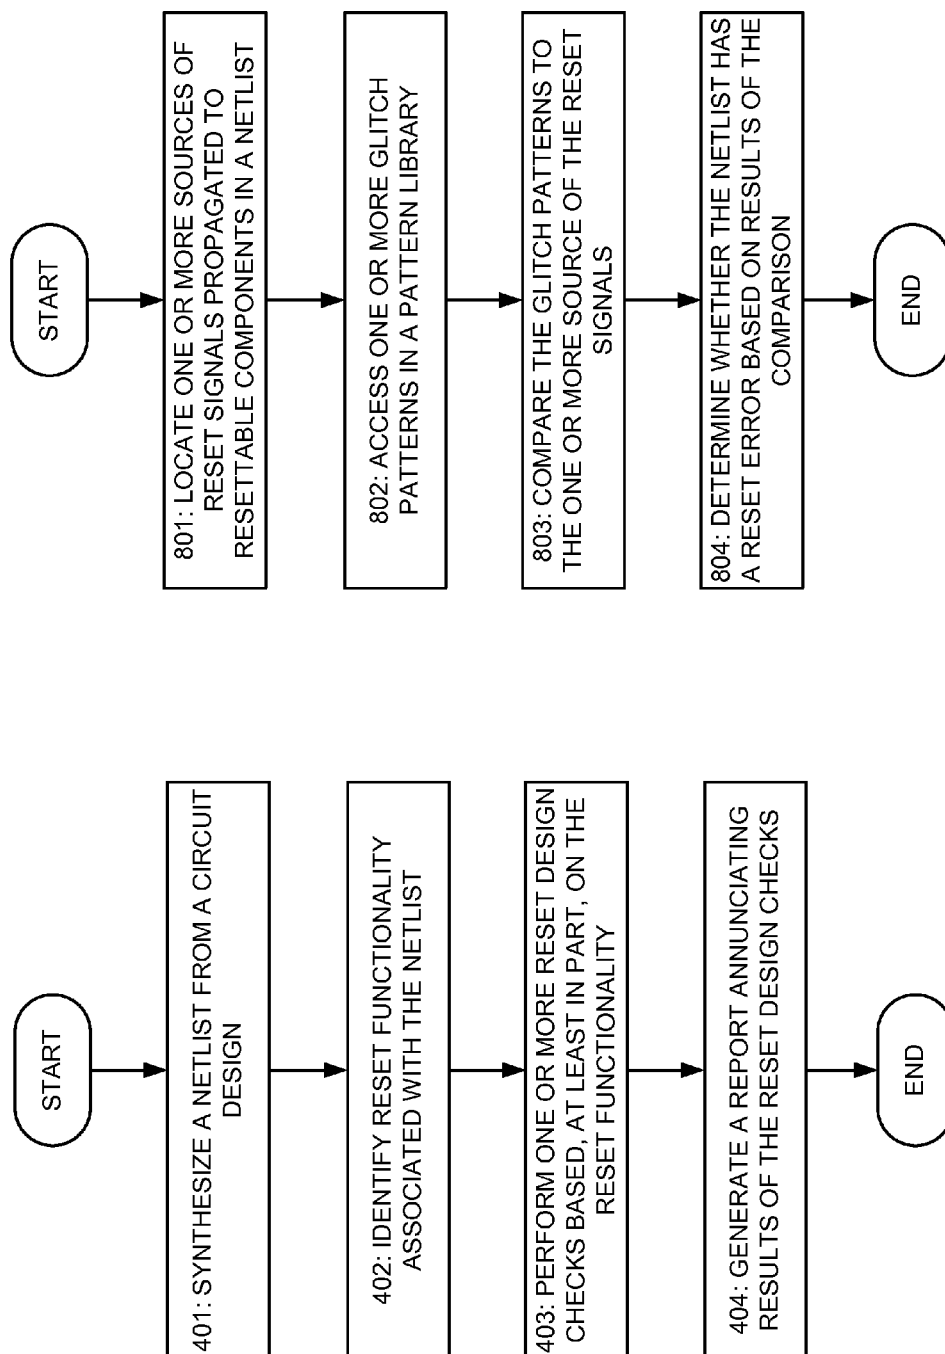 START
401: SYNTHESIZE A NETLIST FROM A CIRCUIT
DESIGN
402: IDENTIFY RESET FUNCTIONALITY
ASSOCIATED WITH THE NETLIST
403: PERFORM ONE OR MORE RESET DESIGN
CHECKS BASED, AT LEAST IN PART, ON THE
RESET FUNCTIONALITY
404: GENERATE A REPORT ANNUNCIATING
RESULTS OF THE RESET DESIGN CHECKS
END
START
801: LOCATE ONE OR MORE SOURCES OF
RESET SIGNALS PROPAGATED TO
RESETTABLE COMPONENTS IN A NETLIST
802: ACCESS ONE OR MORE GLITCH
PATTERNS IN A PATTERN LIBRARY
803: COMPARE THE GLITCH PATTERNS TO
THE ONE OR MORE SOURCE OF THE RESET
SIGNALS
804: DETERMINE WHETHER THE NETLIST HAS
A RESET ERROR BASED ON RESULTS OF THE
COMPARISON
END